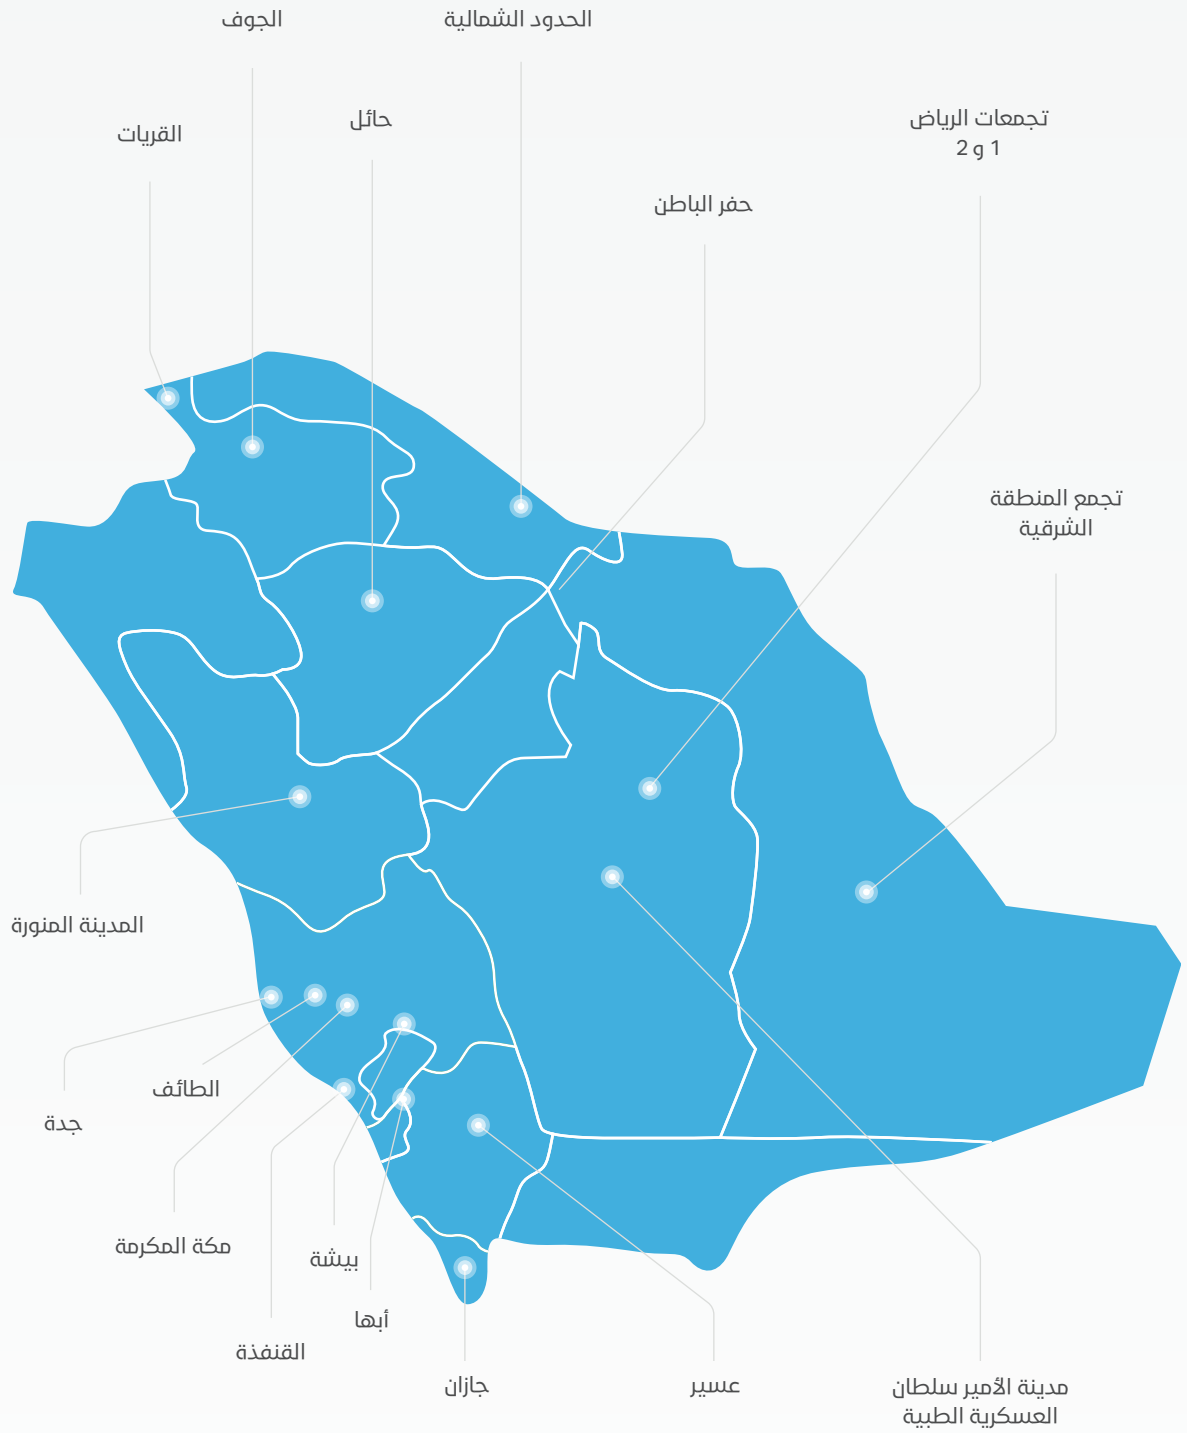 الحدود الشمالية
الجوف
تجمعات الرياض
1 و 2
حائل
القريات
حفر الباطن
تجمع المنطقة
الشرقية
المدينة المنورة
الطائف
جدة
مكة المكرمة
بيشة
أبها
القنفذة
مدينة الأمير سلطان
العسكرية الطبية
عسير
جازان